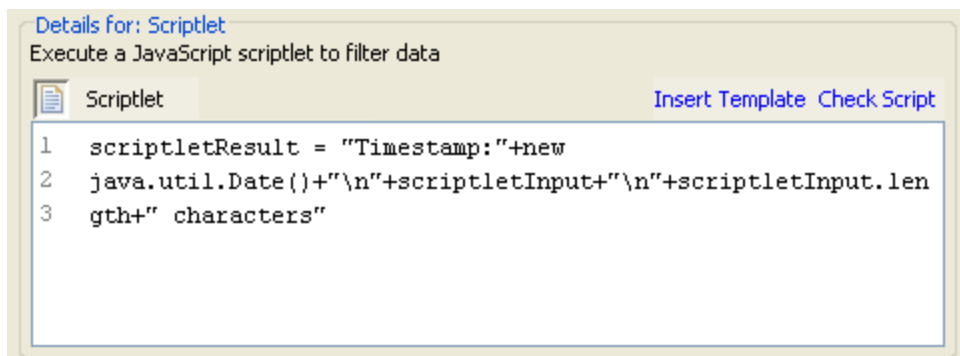 Details for: Scriptlet
Execute a JavaScript scriptlet to filter data
Scriptlet Insert Template Check Script
1 scriptletResult = "Timestamp:"+new
2 java.util.Date()+"\n"+scriptletInput+"\n"+scriptletInput.len
3 gth+" characters"